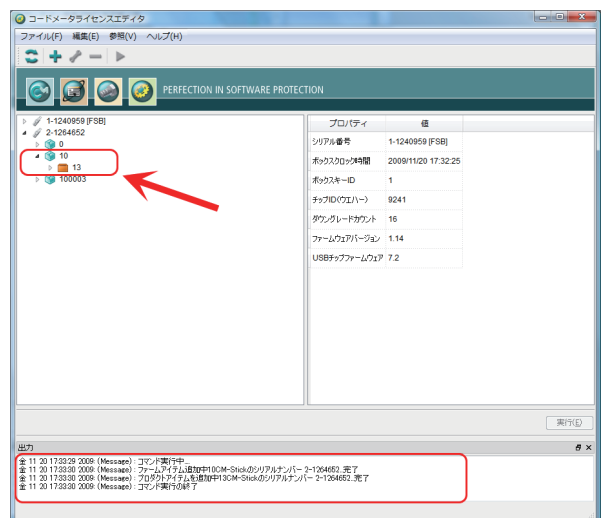 コードメータライセンスエディタ
ファイル(F) 編集(E) 参照(V) ヘルプ(H)
PERFECTION IN SOFTWARE PROTECTION
1-1240959 [FSB]
2-1264652
0
10
13
100003
プロパティ 値
シリアル番号 1-1240959 [FSB]
ボックスクロック時間 2009/11/20 17:32:25
ボックスキーID 1
チップID(ウエハー) 9241
ダウングレードカウント 16
ファームウェアバージョン 1.14
USBチップファームウェア 7.2
実行(E)
出力
金 11 20 17:33:29 2009: (Message) : コマンド実行中...
金 11 20 17:33:30 2009: (Message) : ファームアイテム追加中10CM-Stickのシリアルナンバー 2-1264652..完了
金 11 20 17:33:30 2009: (Message) : プロダクトアイテムを追加中13CM-Stickのシリアルナンバー 2-1264652..完了
金 11 20 17:33:30 2009: (Message) : コマンド実行の終了